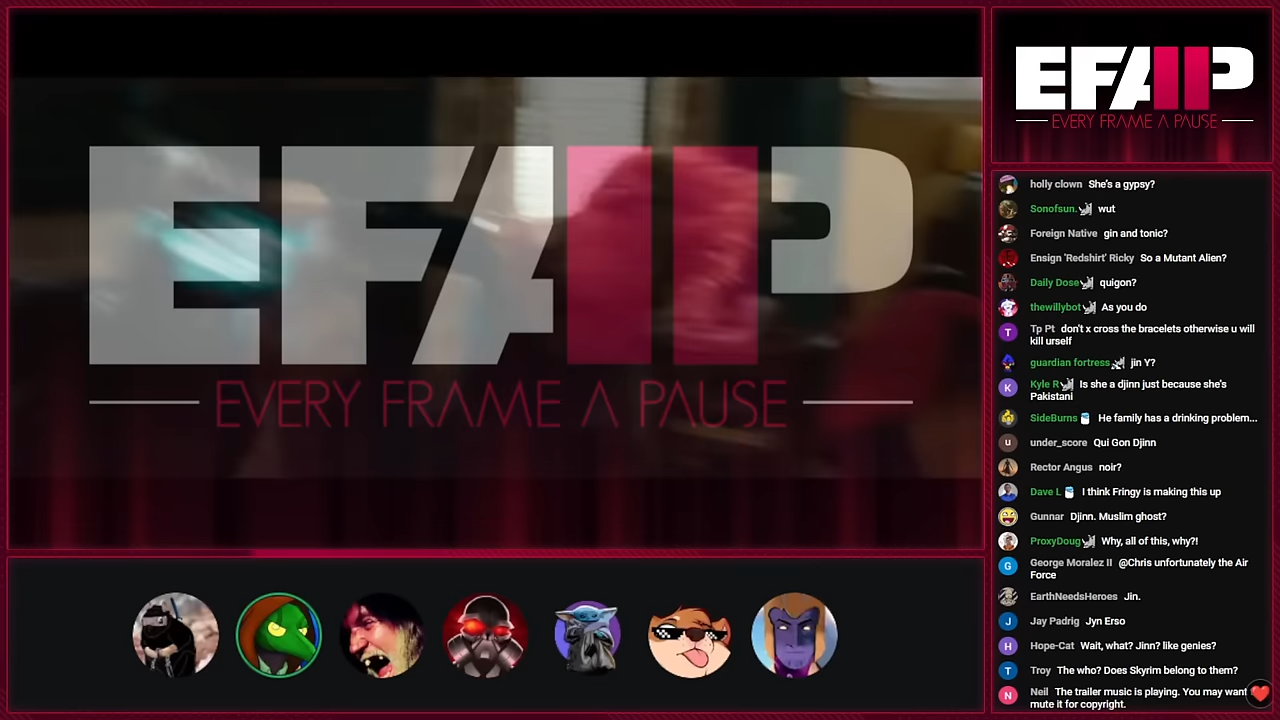 EFAP
EVERY FRAME A PAUSE
EFAP
EVERY FRAME A PAUSE
holly clown She's a gypsy?
Sonofsun. wut
Foreign Native gin and tonic?
Ensign 'Redshirt' Ricky So a Mutant Alien?
Daily Dose quigon?
thewillybot As you do
T Tp Pt don't x cross the bracelets otherwise u will
kill urself
guardian fortress jin Y?
K Kyle R Is she a djinn just because she's
Pakistani
SideBurns He family has a drinking problem...
u under_score Qui Gon Djinn
Rector Angus noir?
Dave L I think Fringy is making this up
Gunnar Djinn. Muslim ghost?
ProxyDoug Why, all of this, why?!
G George Moralez II @Chris unfortunately the Air
Force
EarthNeedsHeroes Jin.
J Jay Padrig Jyn Erso
H Hope-Cat Wait, what? Jinn? like genies?
T Troy The who? Does Skyrim belong to them?
N Neil The trailer music is playing. You may want
mute it for copyright.